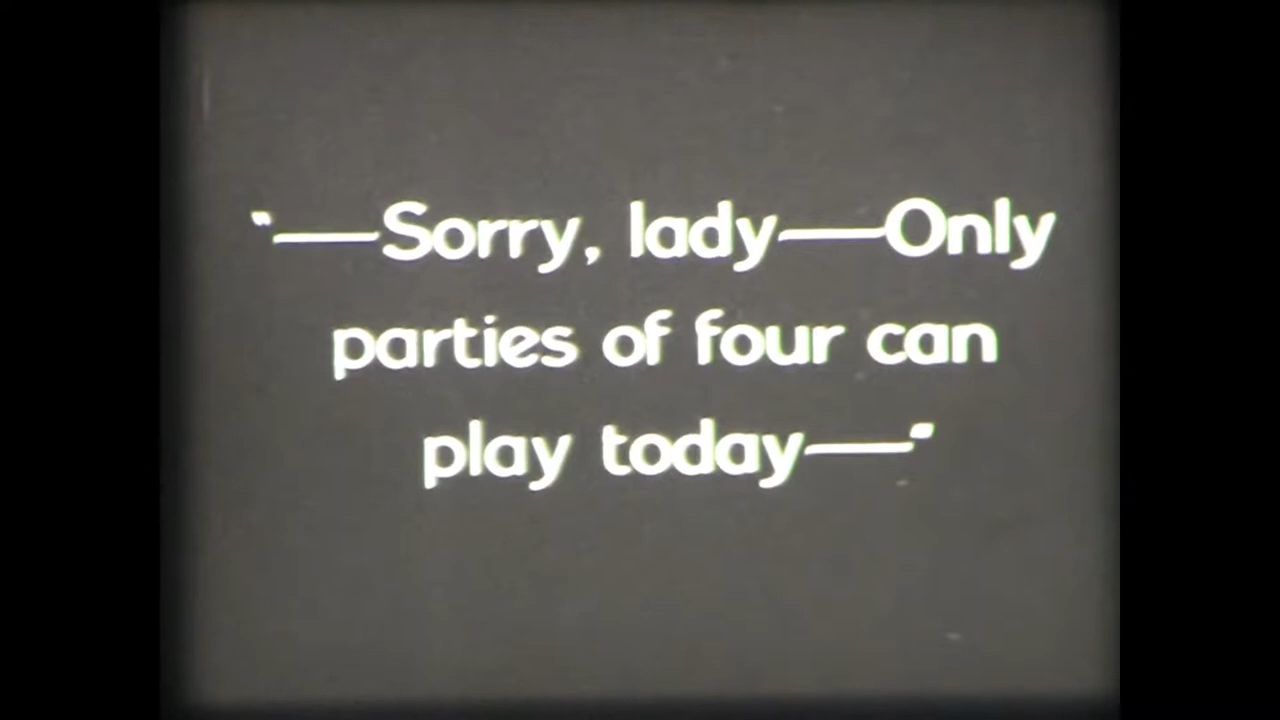 "—Sorry, lady—Only
parties of four can
play today—"